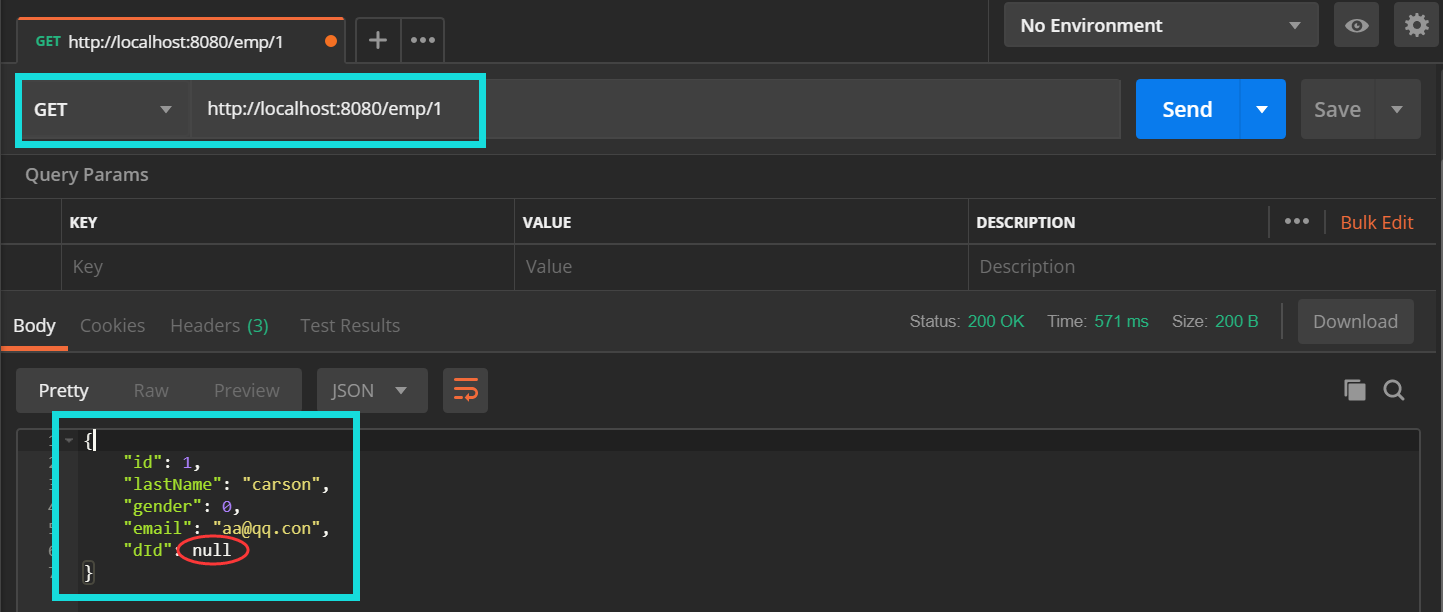 GET http://localhost:8080/emp/1
No Environment
GET http://localhost:8080/emp/1
Send
Save
Query Params
KEY VALUE DESCRIPTION Bulk Edit
Key Value Description
Body Cookies Headers (3) Test Results Status: 200 OK Time: 571 ms Size: 200 B Download
Pretty Raw Preview JSON
1 {
2 "id": 1,
3 "lastName": "carson",
4 "gender": 0,
5 "email": "aa@qq.con",
6 "dId": null
7 }